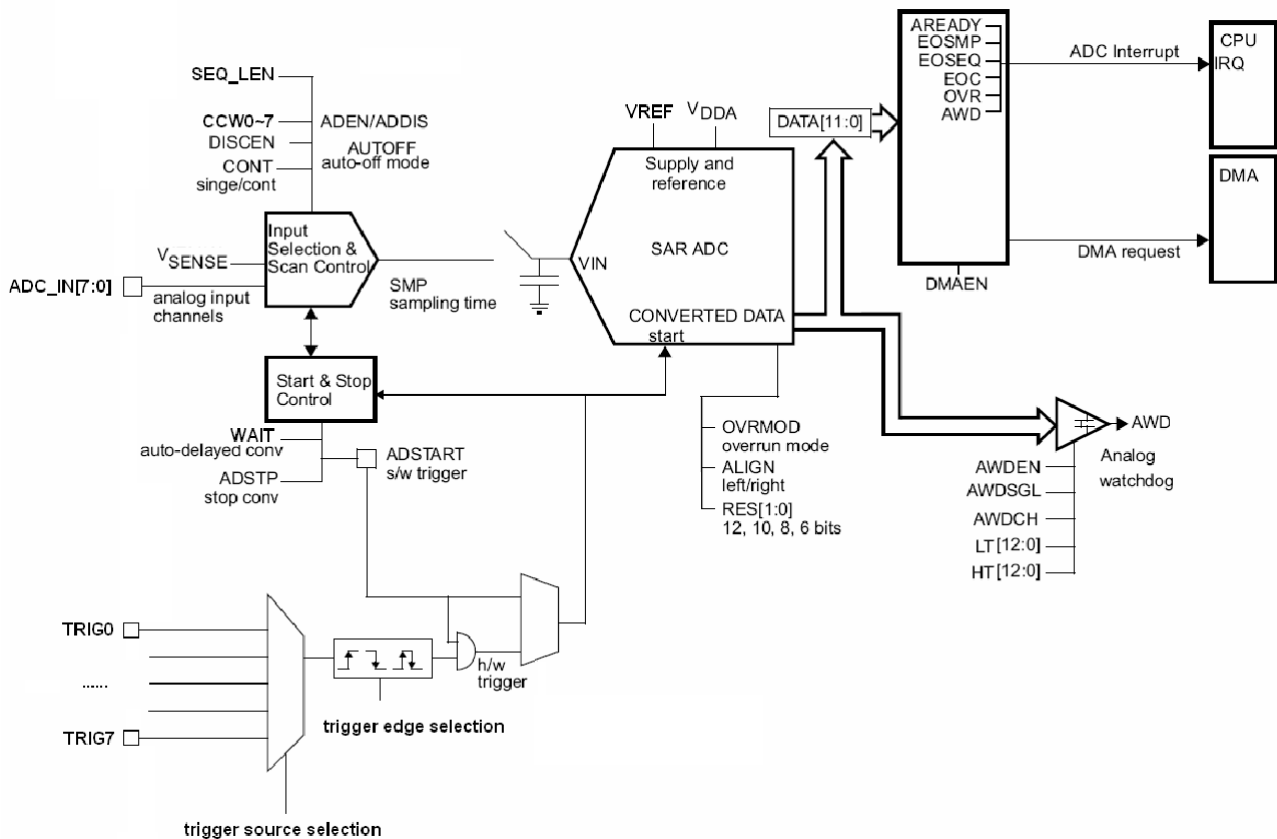 SEQ_LEN
CCW0~7
DISCEN
CONT
singe/cont
ADEN/ADDIS
AUTOFF
auto-off mode
Input
Selection &
Scan Control
VSENSE
ADC_IN[7:0]
analog input
channels
SMP
sampling time
VREF
VDDA
Supply and
reference
SAR ADC
VIN
CONVERTED DATA
start
DATA[11:0]
AREADY
EOSMP
EOSEQ
EOC
OVR
AWD
DMAEN
ADC Interrupt
CPU
IRQ
DMA
DMA request
Start & Stop
Control
WAIT
auto-delayed conv
ADSTP
stop conv
ADSTART
s/w trigger
OVRMOD
overrun mode
ALIGN
left/right
RES[1:0]
12, 10, 8, 6 bits
AWD
Analog
watchdog
AWDEN
AWDSGL
AWDCH
LT[12:0]
HT[12:0]
TRIG0
......
TRIG7
h/w
trigger
trigger edge selection
trigger source selection